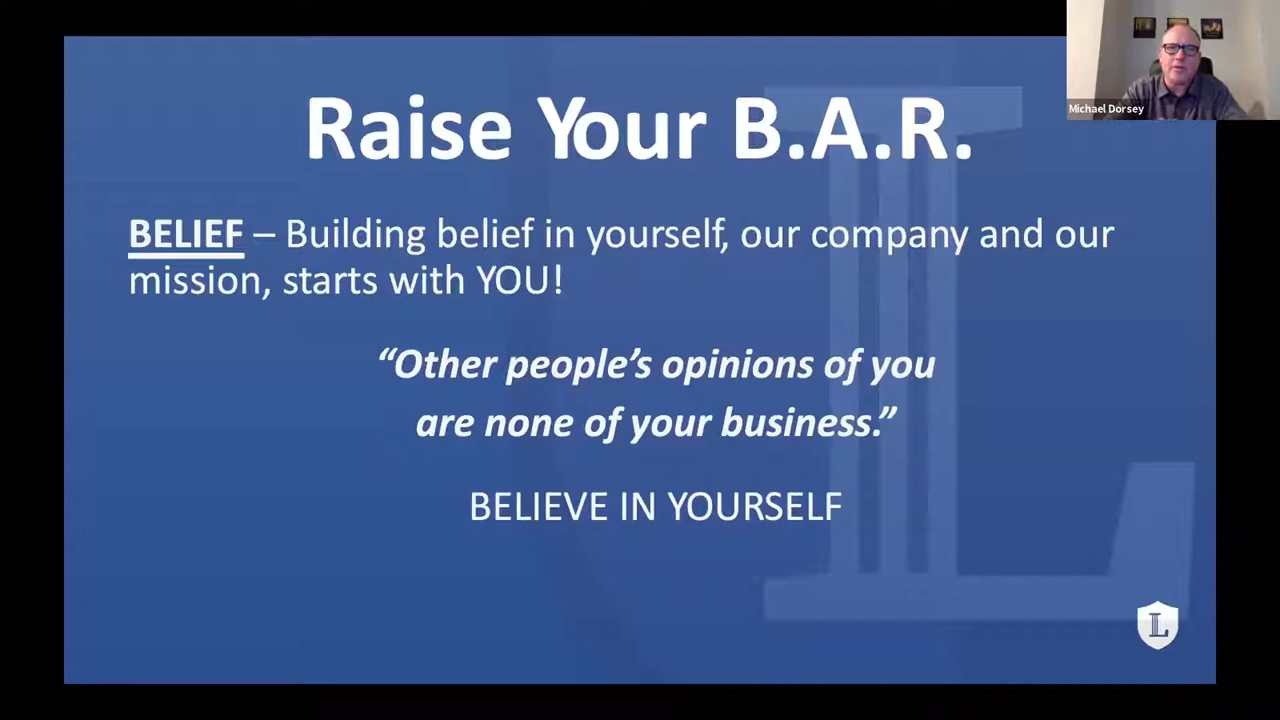 Raise Your B.A.R.
Michael Dorsey
BELIEF – Building belief in yourself, our company and our
mission, starts with YOU!
“Other people’s opinions of you
are none of your business.”
BELIEVE IN YOURSELF
L